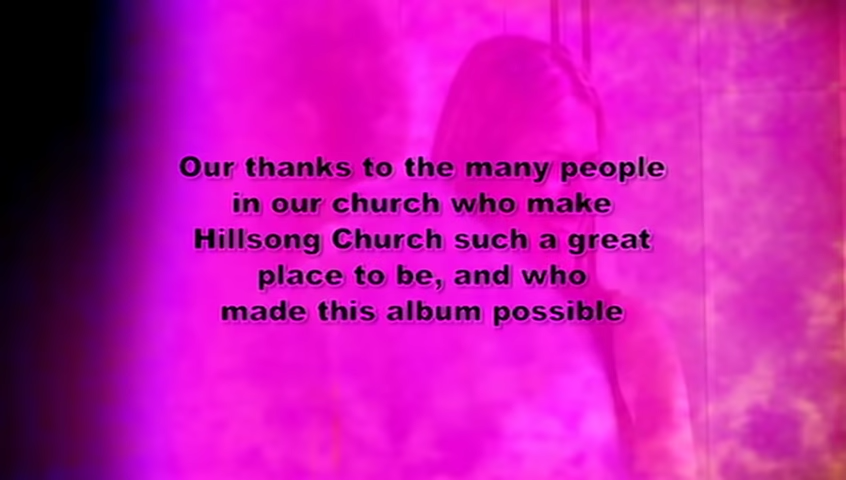 Our thanks to the many people
in our church who make
Hillsong Church such a great
place to be, and who
made this album possible